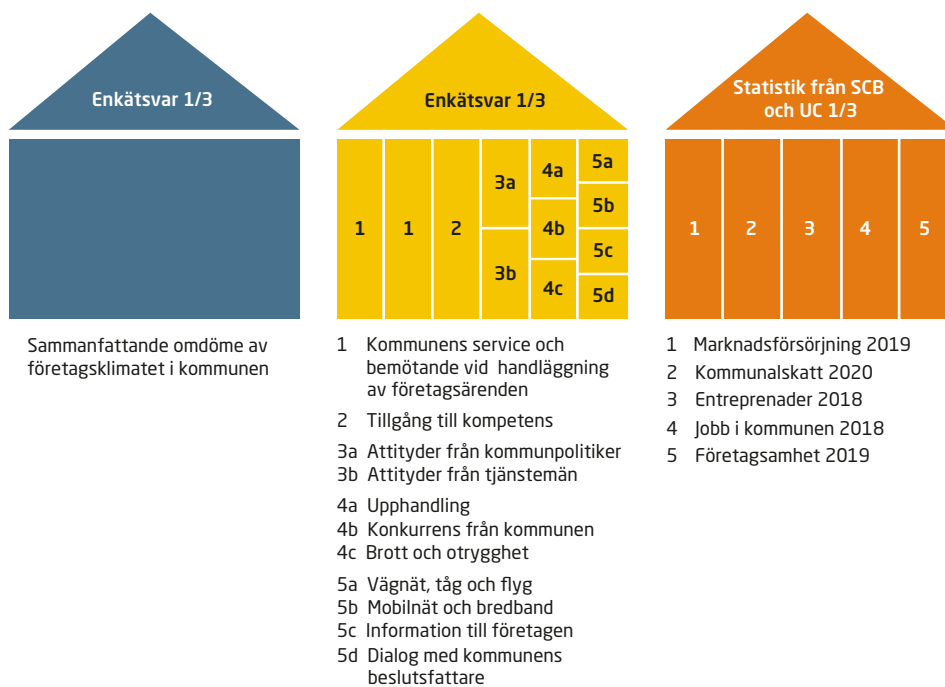 Enkätsvar 1/3
Sammanfattande omdöme av
företagsklimatet i kommunen
Enkätsvar 1/3
1
1
2
3a
3b
4a
4b
4c
5a
5b
5c
5d
1 Kommunens service och
bemötande vid handläggning
av företagsärenden
2 Tillgång till kompetens
3a Attityder från kommunpolitiker
3b Attityder från tjänstemän
4a Upphandling
4b Konkurrens från kommunen
4c Brott och otrygghet
5a Vägnät, tåg och flyg
5b Mobilnät och bredband
5c Information till företagen
5d Dialog med kommunens
beslutsfattare
Statistik från SCB
och UC 1/3
1
2
3
4
5
1 Marknadsförsörjning 2019
2 Kommunalskatt 2020
3 Entreprenader 2018
4 Jobb i kommunen 2018
5 Företagsamhet 2019